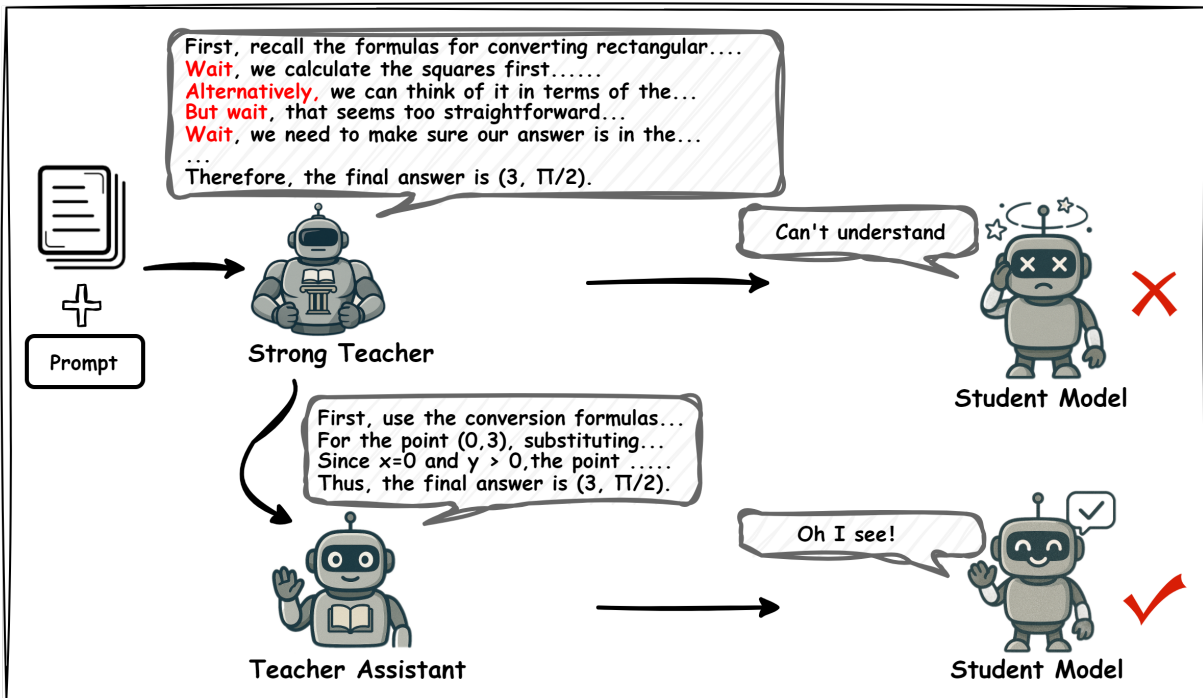 First, recall the formulas for converting rectangular....
Wait, we calculate the squares first......
Alternatively, we can think of it in terms of the...
But wait, that seems too straightforward...
Wait, we need to make sure our answer is in the...
...
Therefore, the final answer is (3, Π/2).
Can't understand
Prompt
Strong Teacher
Student Model
First, use the conversion formulas...
For the point (0,3), substituting...
Since x=0 and y > 0,the point .....
Thus, the final answer is (3, Π/2).
Oh I see!
Teacher Assistant
Student Model